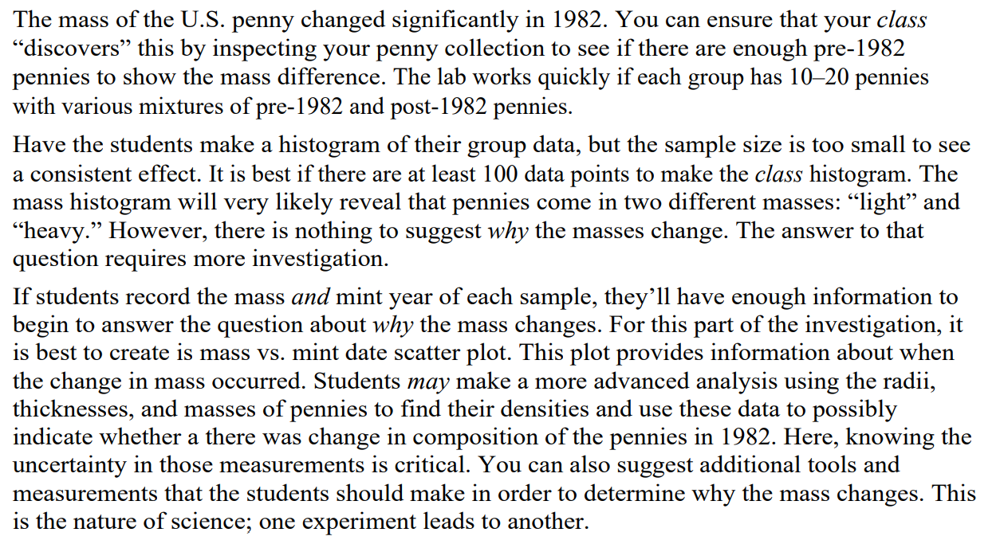 The mass of the U.S. penny changed significantly in 1982. You can ensure that your class
“discovers” this by inspecting your penny collection to see if there are enough pre-1982
pennies to show the mass difference. The lab works quickly if each group has 10–20 pennies
with various mixtures of pre-1982 and post-1982 pennies.
Have the students make a histogram of their group data, but the sample size is too small to see
a consistent effect. It is best if there are at least 100 data points to make the class histogram. The
mass histogram will very likely reveal that pennies come in two different masses: “light” and
“heavy.” However, there is nothing to suggest why the masses change. The answer to that
question requires more investigation.
If students record the mass and mint year of each sample, they’ll have enough information to
begin to answer the question about why the mass changes. For this part of the investigation, it
is best to create is mass vs. mint date scatter plot. This plot provides information about when
the change in mass occurred. Students may make a more advanced analysis using the radii,
thicknesses, and masses of pennies to find their densities and use these data to possibly
indicate whether a there was change in composition of the pennies in 1982. Here, knowing the
uncertainty in those measurements is critical. You can also suggest additional tools and
measurements that the students should make in order to determine why the mass changes. This
is the nature of science; one experiment leads to another.